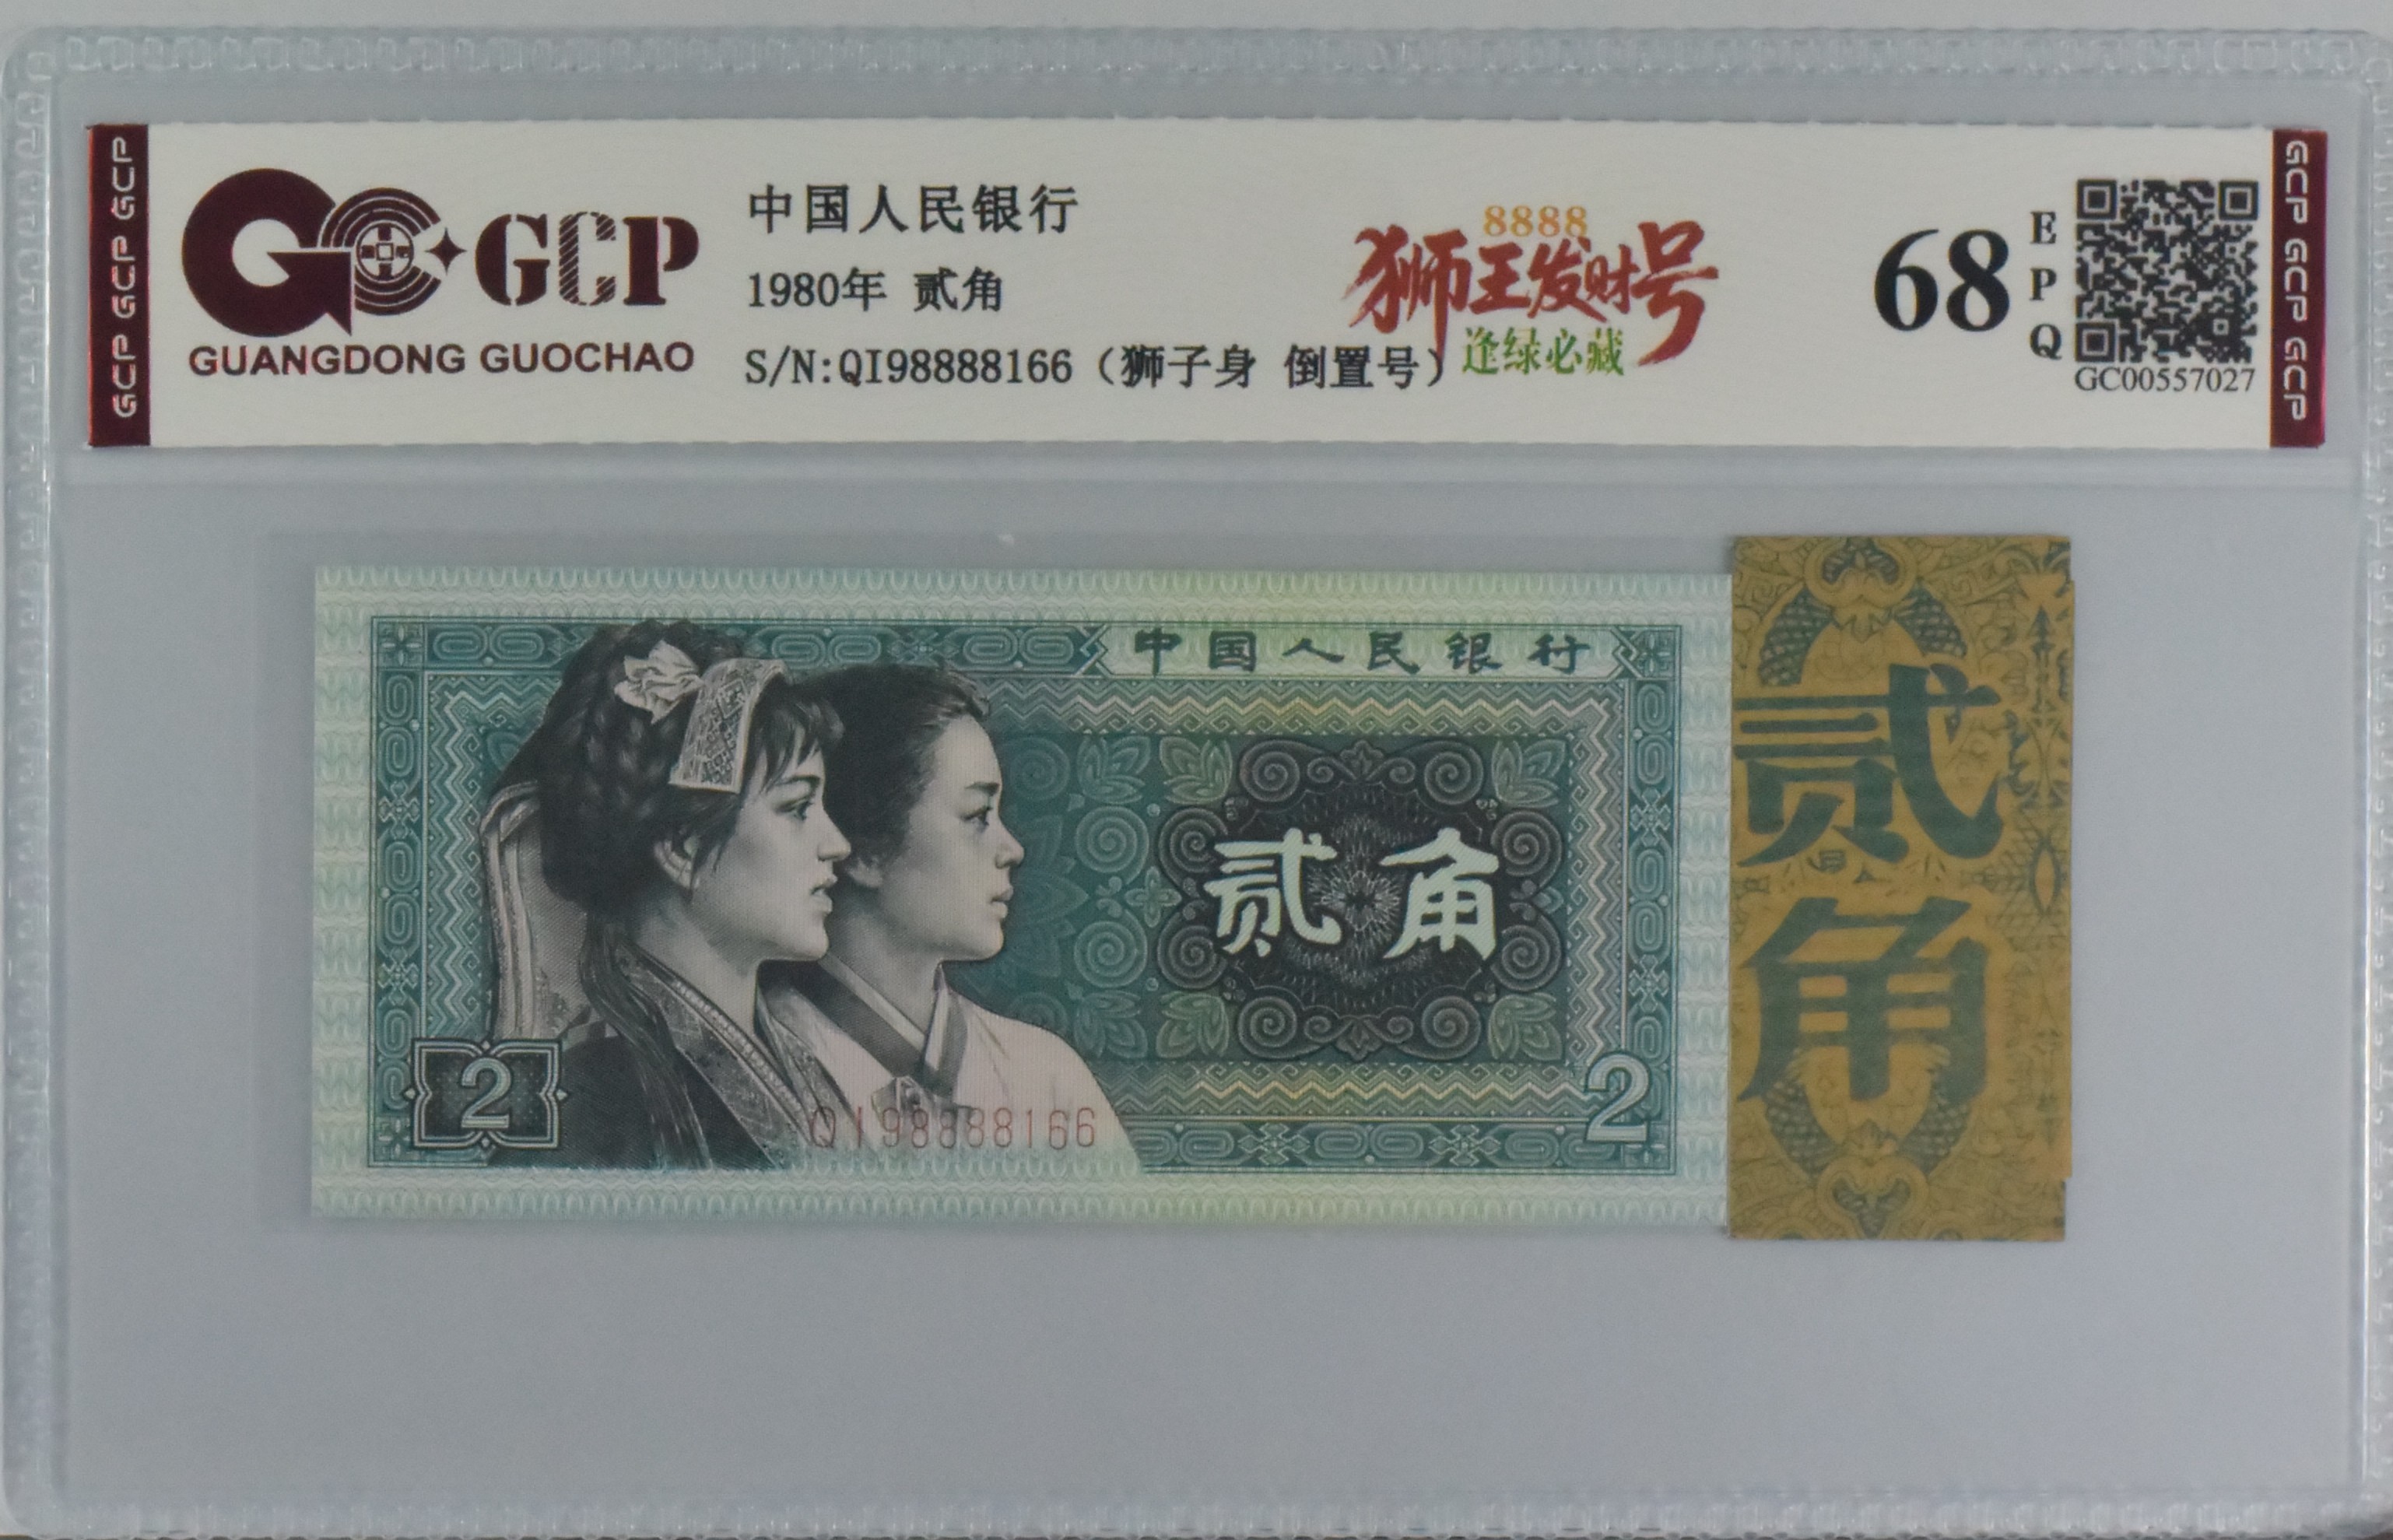 GCP GCP GCP
GCP
GUANGDONG GUOCHAO
中国人民银行
1980年 贰角
S/N:QI98888166（狮子身 倒置号）
8888
狮王发财号
逢绿必藏
68
EPQ
GC00557027
GCP GCP GCP
中国人民银行
贰角
2
QI98888166
2
贰角